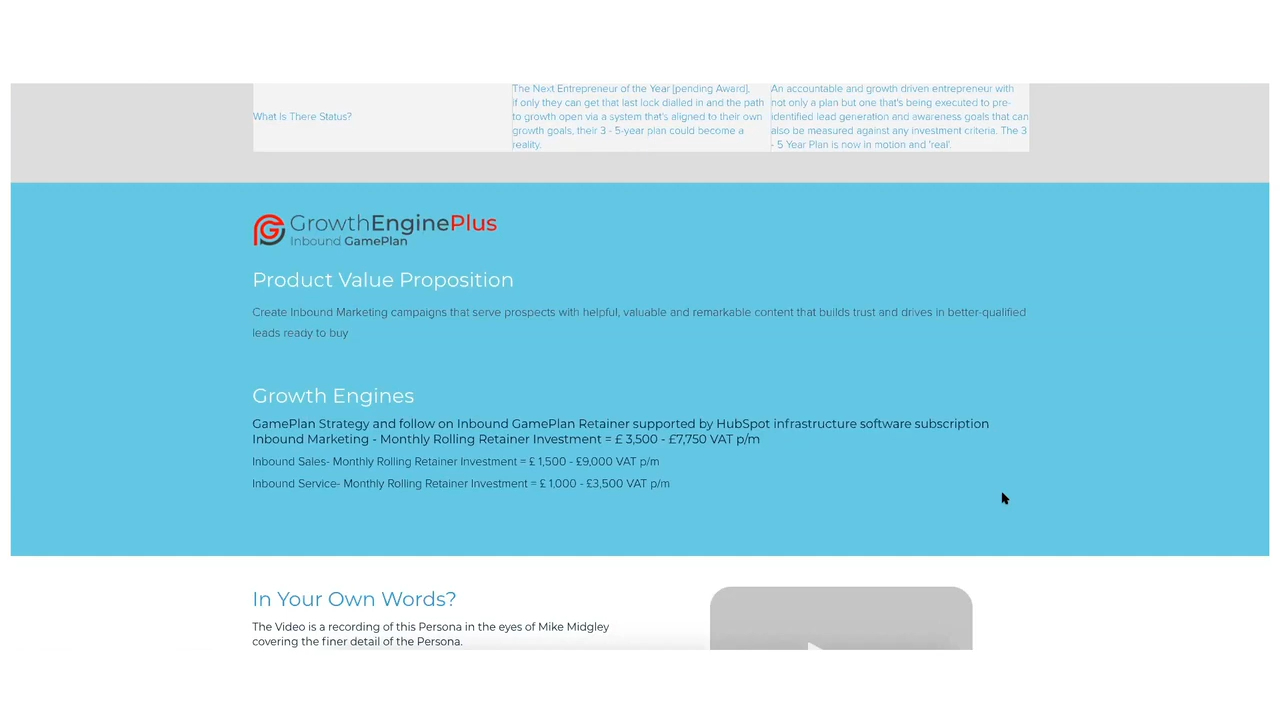 What Is There Status?
The Next Entrepreneur of the Year [pending Award],
if only they can get that last lock dialled in and the path
to growth open via a system that's aligned to their own
growth goals, their 3 - 5-year plan could become a
reality.
An accountable and growth driven entrepreneur with
not only a plan but one that's being executed to pre-
identified lead generation and awareness goals that can
also be measured against any investment criteria. The 3
- 5 Year Plan is now in motion and 'real'.
GrowthEnginePlus
Inbound GamePlan
Product Value Proposition
Create Inbound Marketing campaigns that serve prospects with helpful, valuable and remarkable content that builds trust and drives in better-qualified
leads ready to buy
Growth Engines
GamePlan Strategy and follow on Inbound GamePlan Retainer supported by HubSpot infrastructure software subscription
Inbound Marketing - Monthly Rolling Retainer Investment = £ 3,500 - £7,750 VAT p/m
Inbound Sales- Monthly Rolling Retainer Investment = £ 1,500 - £9,000 VAT p/m
Inbound Service- Monthly Rolling Retainer Investment = £ 1,000 - £3,500 VAT p/m
In Your Own Words?
The Video is a recording of this Persona in the eyes of Mike Midgley
covering the finer detail of the Persona.